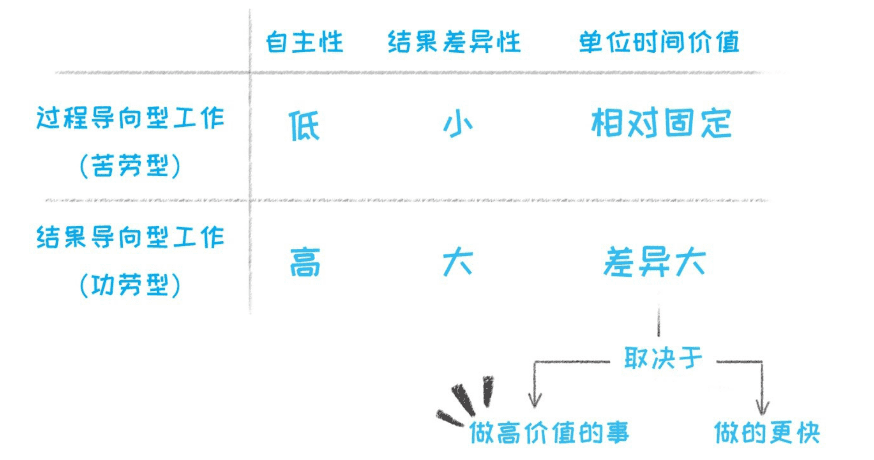 自主性 结果差异性 单位时间价值
过程导向型工作
(苦劳型)
低 小 相对固定
结果导向型工作
(功劳型)
高 大 差异大
取决于
做高价值的事 做的更快